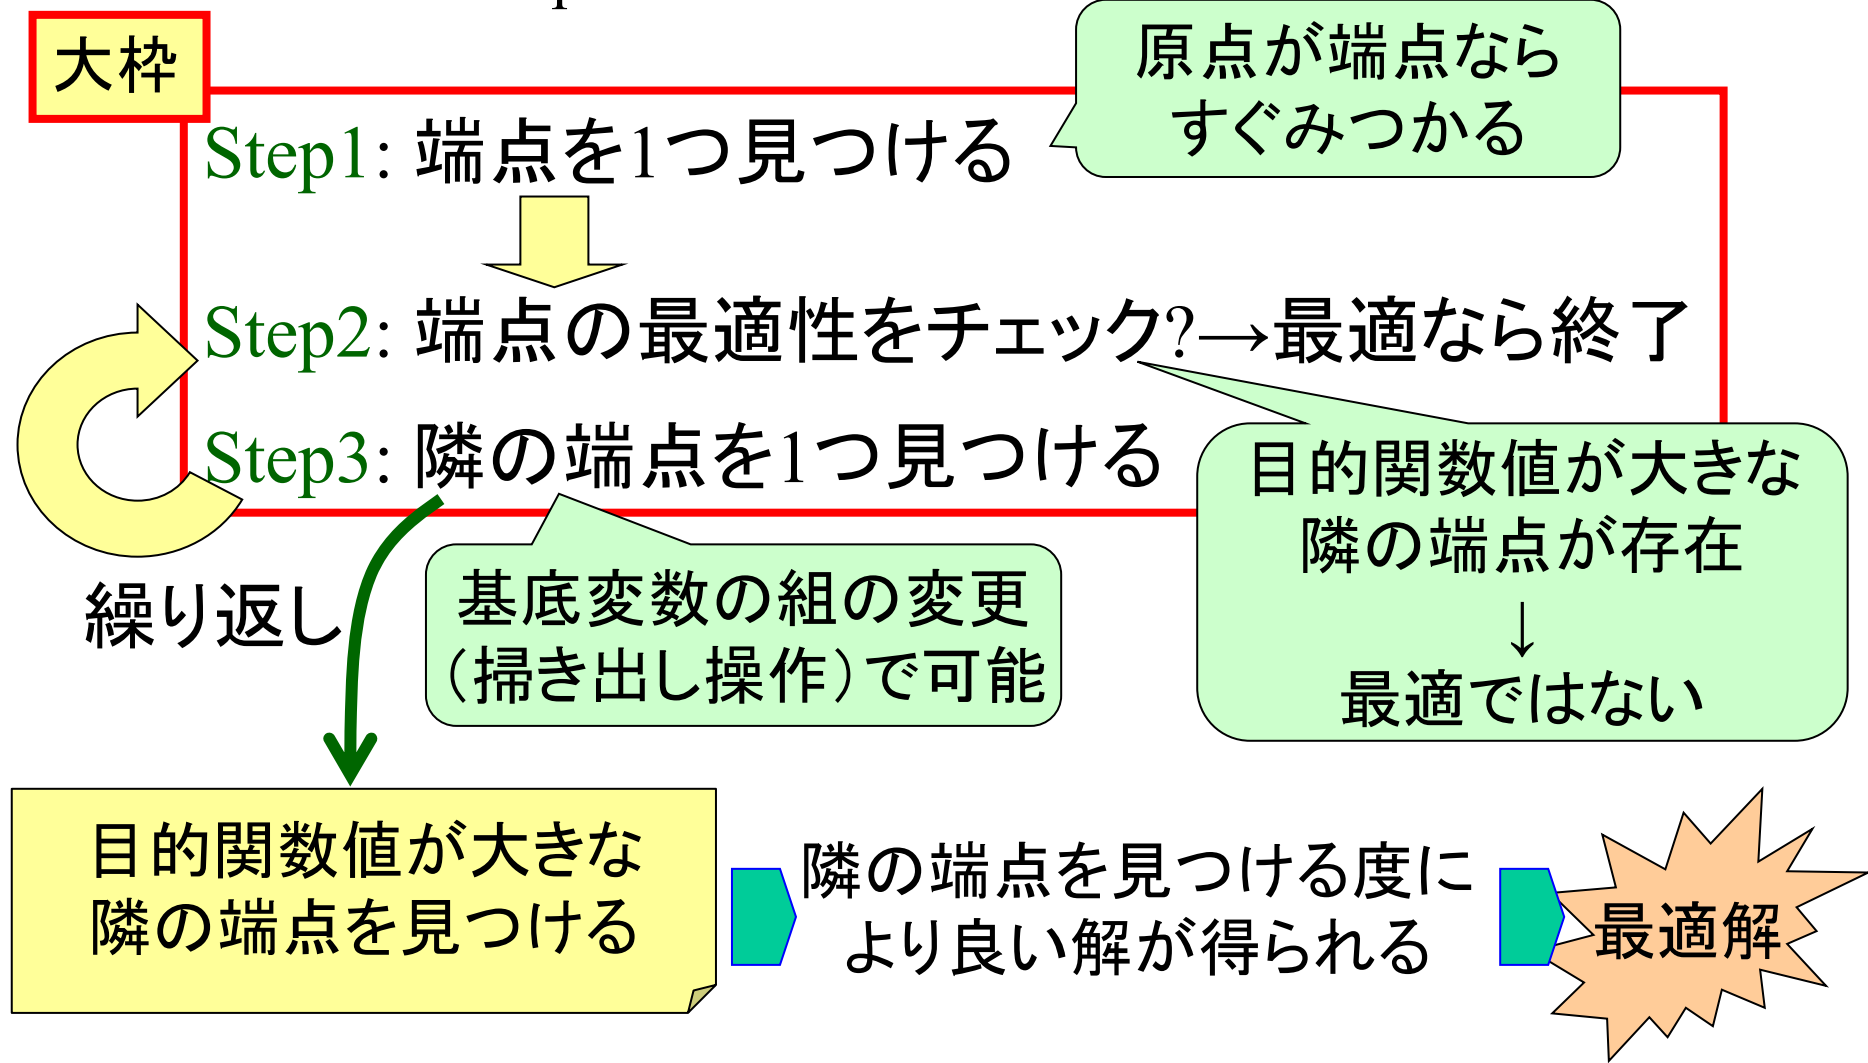 大枠
原点が端点なら
すぐみつかる
Step1: 端点を1つ見つける
Step2: 端点の最適性をチェック?→最適なら終了
Step3: 隣の端点を1つ見つける
目的関数値が大きな
隣の端点が存在
↓
最適ではない
繰り返し
基底変数の組の変更
（掃き出し操作）で可能
目的関数値が大きな
隣の端点を見つける
隣の端点を見つける度に
より良い解が得られる
最適解